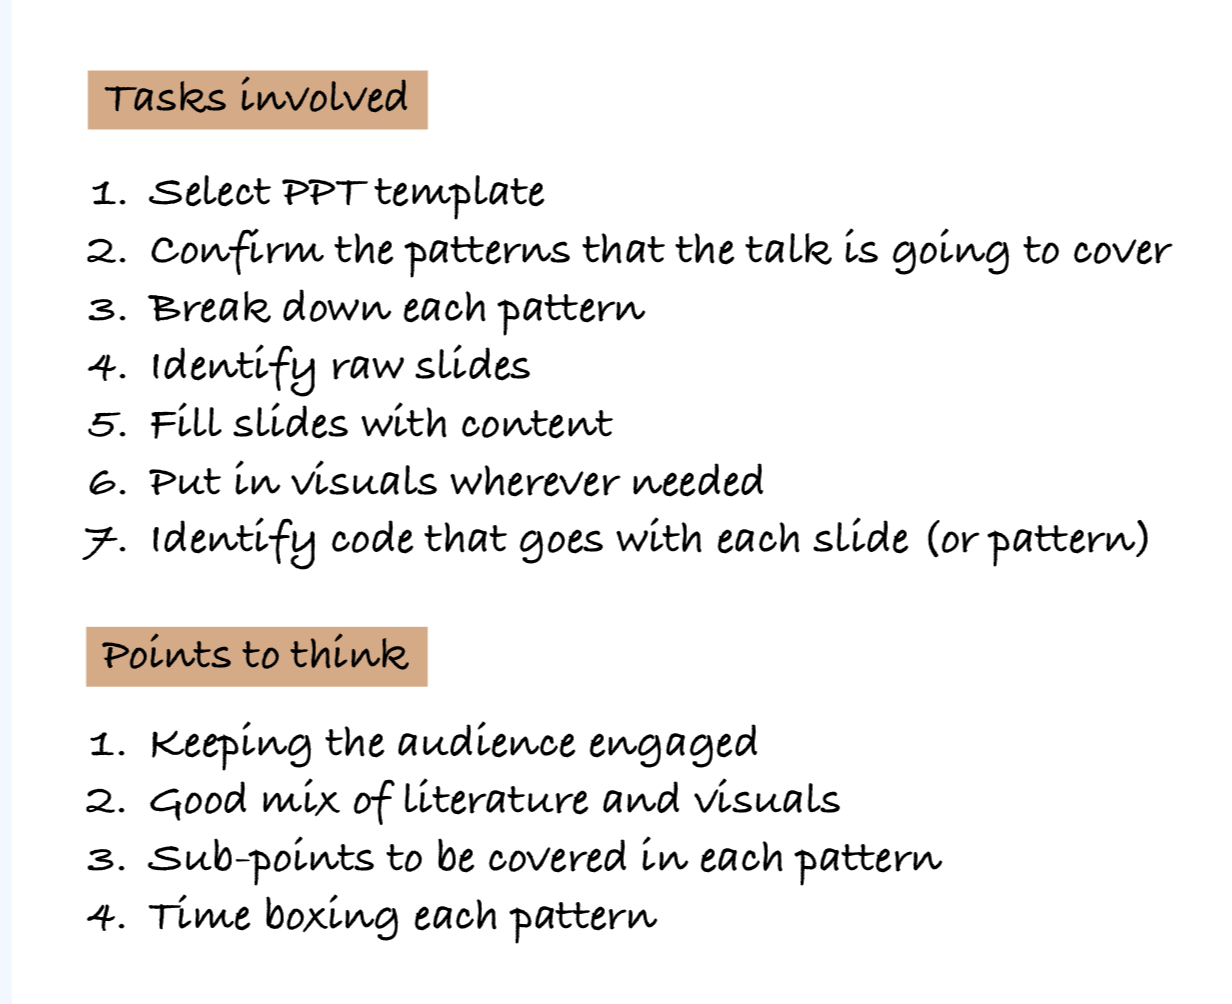 Tasks involved
1. Select PPT template
2. Confirm the patterns that the talk is going to cover
3. Break down each pattern
4. Identify raw slides
5. Fill slides with content
6. Put in visuals wherever needed
7. Identify code that goes with each slide (or pattern)
Points to think
1. Keeping the audience engaged
2. Good mix of literature and visuals
3. Sub-points to be covered in each pattern
4. Time boxing each pattern